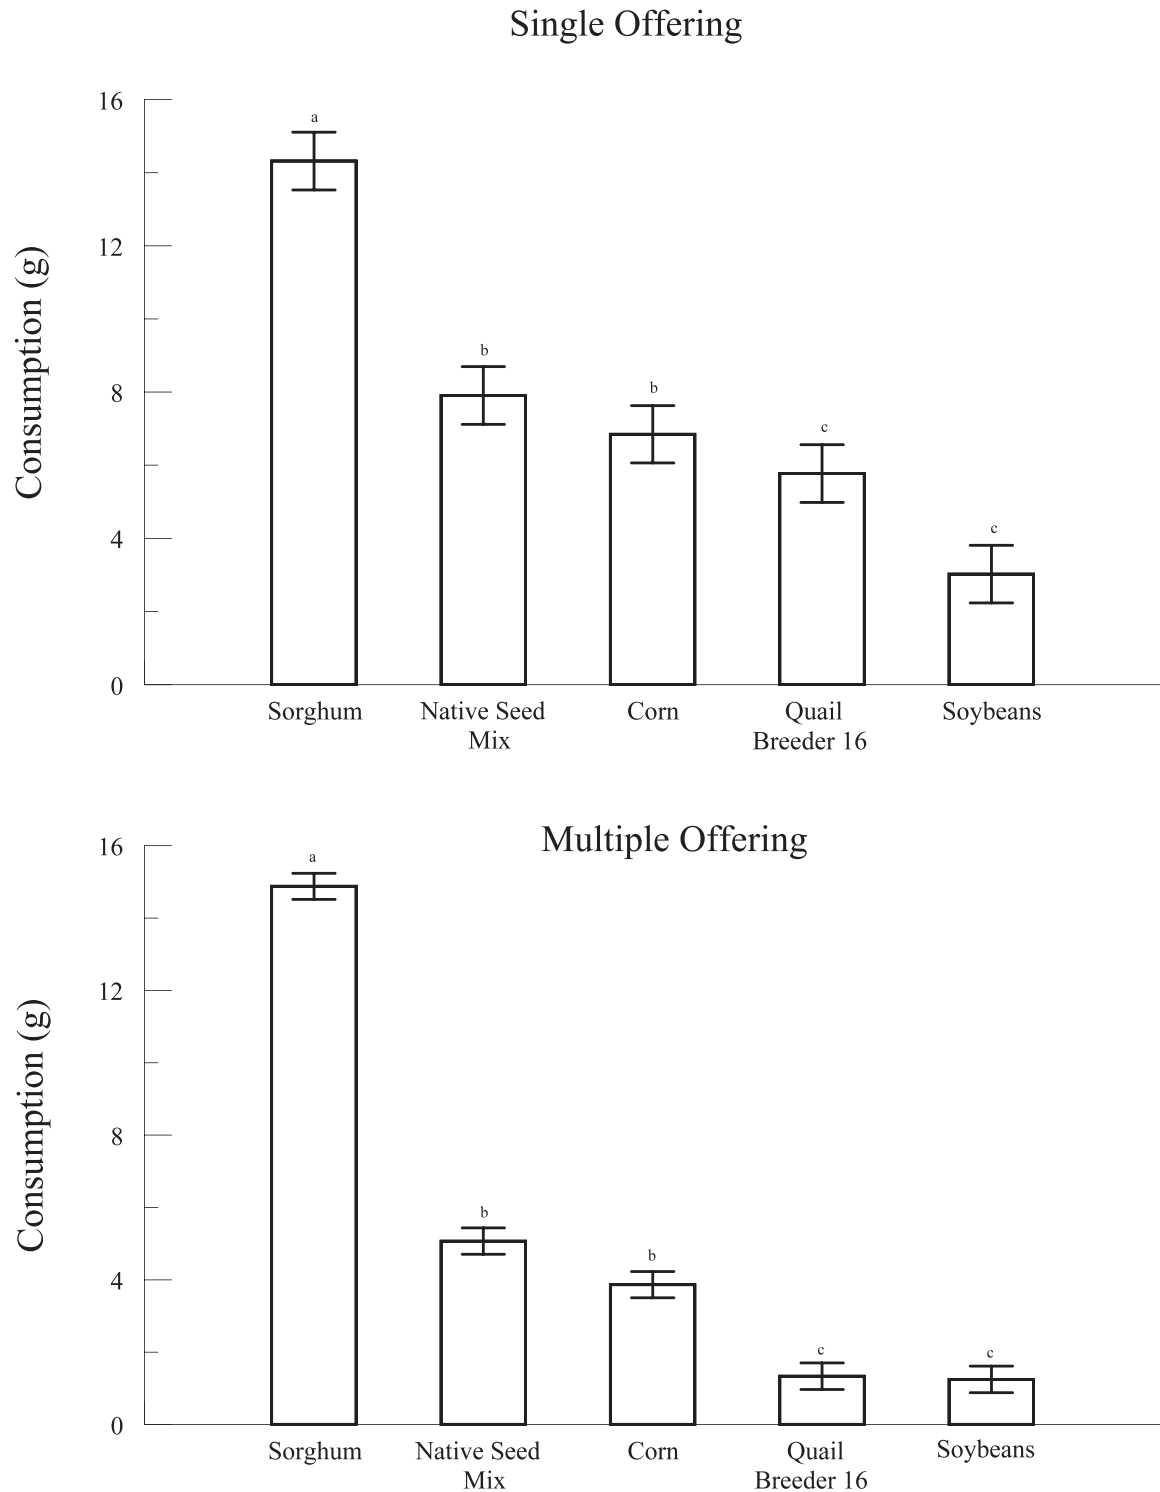 Single Offering
16
a
12
Consumption (g)
b
8
b
c
4
c
0
Sorghum
Native Seed
Mix
Corn
Quail
Breeder 16
Soybeans
Multiple Offering
16
a
12
Consumption (g)
8
b
4
b
c
c
0
Sorghum
Native Seed
Mix
Corn
Quail
Breeder 16
Soybeans